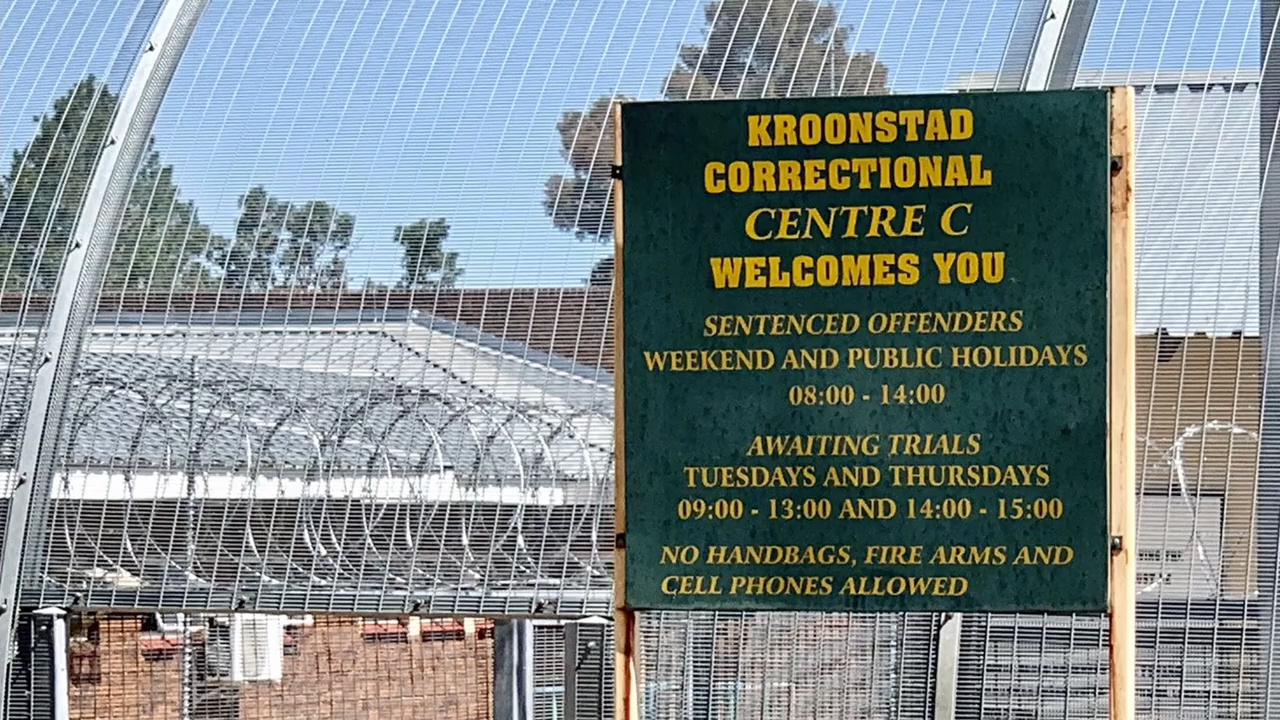 KROONSTAD
CORRECTIONAL
CENTRE C
WELCOMES YOU
SENTENCED OFFENDERS
WEEKEND AND PUBLIC HOLIDAYS
08:00 - 14:00
AWAITING TRIALS
TUESDAYS AND THURSDAYS
09:00 - 13:00 AND 14:00 - 15:00
NO HANDBAGS, FIRE ARMS AND
CELL PHONES ALLOWED